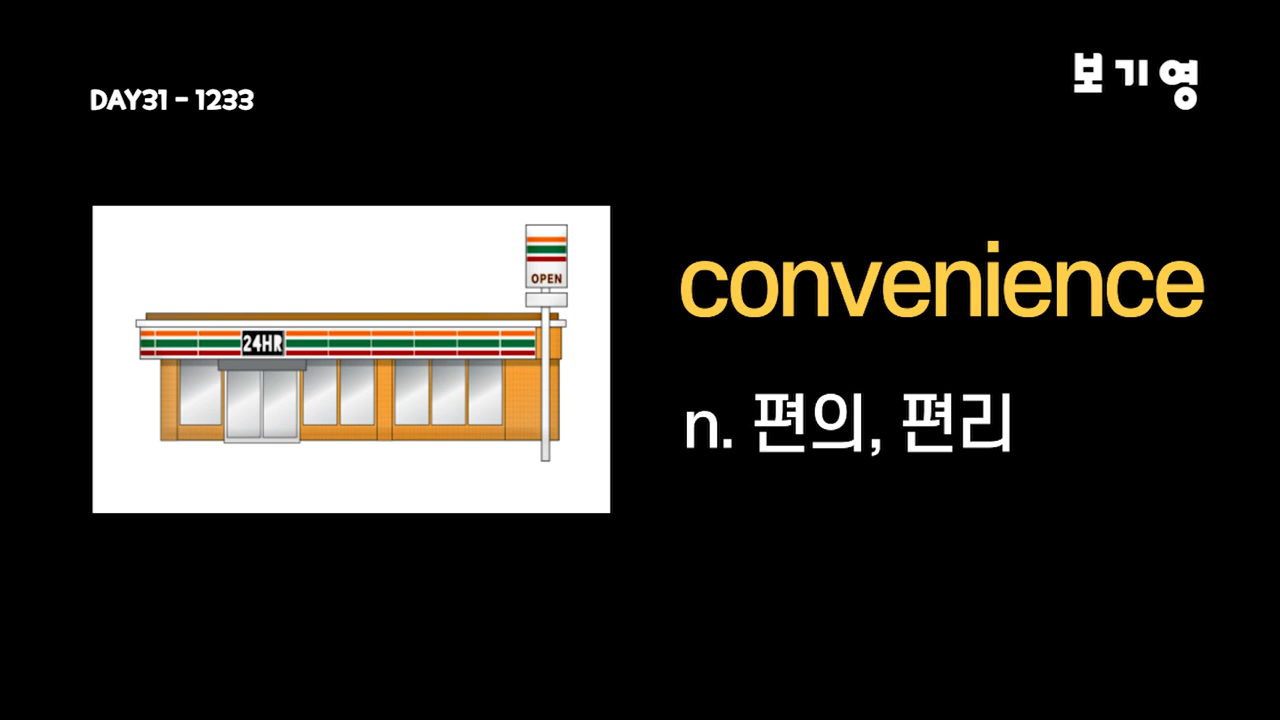 보기영
DAY31 - 1233
OPEN
24HR
convenience
n. 편의, 편리